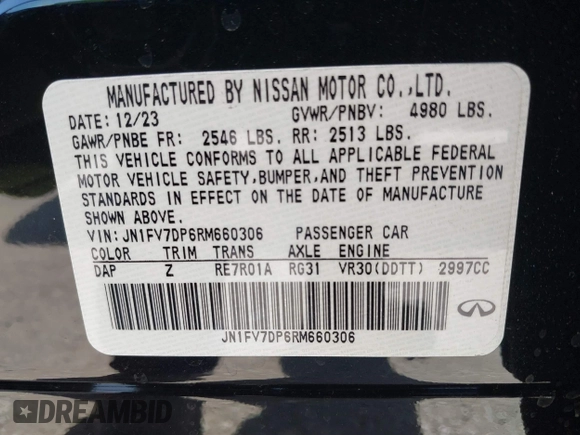 MANUFACTURED BY NISSAN MOTOR CO.,LTD.
DATE: 12/23 GVWR/PNBV: 4980 LBS.
GAWR/PNBE FR: 2546 LBS. RR: 2513 LBS.
THIS VEHICLE CONFORMS TO ALL APPLICABLE FEDERAL
MOTOR VEHICLE SAFETY,BUMPER,AND THEFT PREVENTION
STANDARDS IN EFFECT ON THE DATE OF MANUFACTURE
SHOWN ABOVE.
VIN: JN1FV7DP6RM660306 PASSENGER CAR
COLOR TRIM TRANS AXLE ENGINE
DAP Z RE7R01A RG31 VR30(DDTT) 2997CC
JN1FV7DP6RM660306
DREAMBID